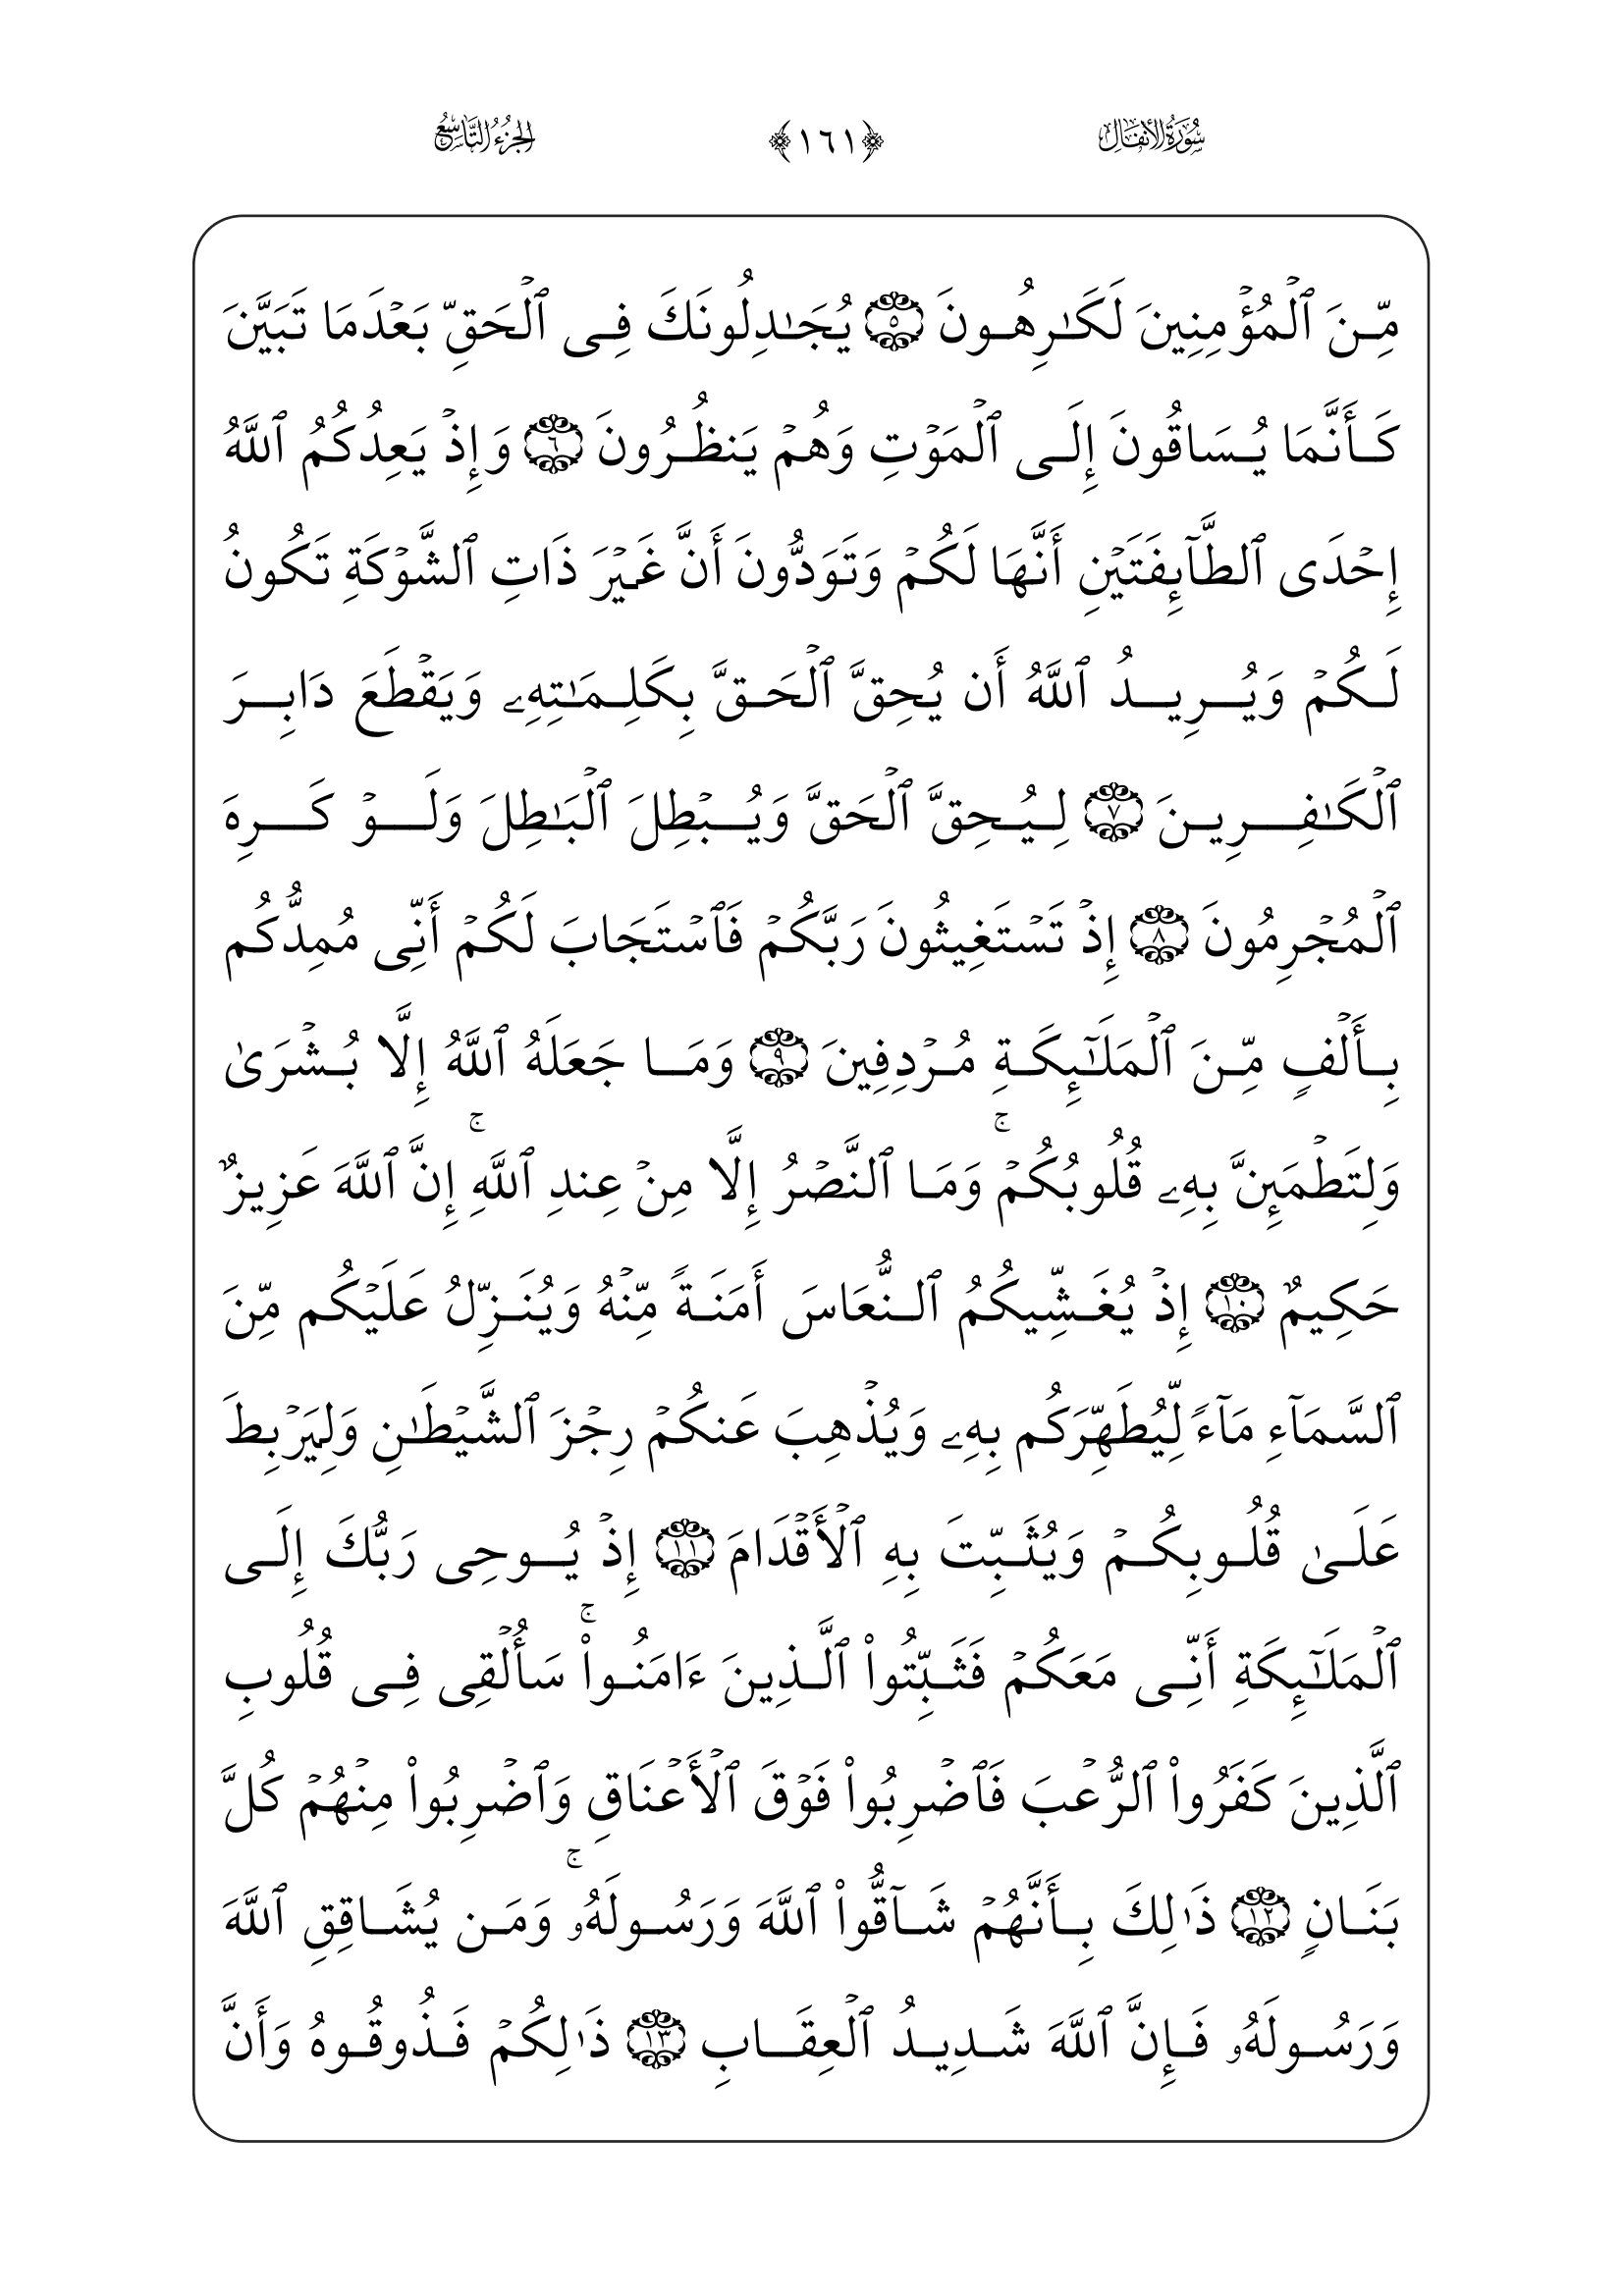 سُورَةُ الأَنفَالِ ﴿١٦١﴾ الجُزْءُ التَّاسِعُ
مِّنَ ٱلۡمُؤۡمِنِينَ لَكَٰرِهُونَ ٥ يُجَٰدِلُونَكَ فِى ٱلۡحَقِّ بَعۡدَمَا تَبَيَّنَ
كَأَنَّمَا يُسَاقُونَ إِلَى ٱلۡمَوۡتِ وَهُمۡ يَنظُرُونَ ٦ وَإِذۡ يَعِدُكُمُ ٱللَّهُ
إِحۡدَى ٱلطَّآئِفَتَيۡنِ أَنَّهَا لَكُمۡ وَتَوَدُّونَ أَنَّ غَيۡرَ ذَاتِ ٱلشَّوۡكَةِ تَكُونُ
لَكُمۡ وَيُرِيدُ ٱللَّهُ أَن يُحِقَّ ٱلۡحَقَّ بِكَلِمَٰتِهِۦ وَيَقۡطَعَ دَابِرَ
ٱلۡكَٰفِرِينَ ٧ لِيُحِقَّ ٱلۡحَقَّ وَيُبۡطِلَ ٱلۡبَٰطِلَ وَلَوۡ كَرِهَ
ٱلۡمُجۡرِمُونَ ٨ إِذۡ تَسۡتَغِيثُونَ رَبَّكُمۡ فَٱسۡتَجَابَ لَكُمۡ أَنِّى مُمِدُّكُم
بِأَلۡفٍ مِّنَ ٱلۡمَلَٰٓئِكَةِ مُرۡدِفِينَ ٩ وَمَا جَعَلَهُ ٱللَّهُ إِلَّا بُشۡرَىٰ
وَلِتَطۡمَئِنَّ بِهِۦ قُلُوبُكُمۡۚ وَمَا ٱلنَّصۡرُ إِلَّا مِنۡ عِندِ ٱللَّهِۚ إِنَّ ٱللَّهَ عَزِيزٌ
حَكِيمٌ ١٠ إِذۡ يُغَشِّيكُمُ ٱلنُّعَاسَ أَمَنَةً مِّنۡهُ وَيُنَزِّلُ عَلَيۡكُم مِّنَ
ٱلسَّمَآءِ مَآءً لِّيُطَهِّرَكُم بِهِۦ وَيُذۡهِبَ عَنكُمۡ رِجۡزَ ٱلشَّيۡطَٰنِ وَلِيَرۡبِطَ
عَلَىٰ قُلُوبِكُمۡ وَيُثَبِّتَ بِهِ ٱلۡأَقۡدَامَ ١١ إِذۡ يُوحِى رَبُّكَ إِلَى
ٱلۡمَلَٰٓئِكَةِ أَنِّى مَعَكُمۡ فَثَبِّتُوا۟ ٱلَّذِينَ ءَامَنُوا۟ۚ سَأُلۡقِى فِى قُلُوبِ
ٱلَّذِينَ كَفَرُوا۟ ٱلرُّعۡبَ فَٱضۡرِبُوا۟ فَوۡقَ ٱلۡأَعۡنَاقِ وَٱضۡرِبُوا۟ مِنۡهُمۡ كُلَّ
بَنَانٍ ١٢ ذَٰلِكَ بِأَنَّهُمۡ شَآقُّوا۟ ٱللَّهَ وَرَسُولَهُۥۚ وَمَن يُشَاقِقِ ٱللَّهَ
وَرَسُولَهُۥ فَإِنَّ ٱللَّهَ شَدِيدُ ٱلۡعِقَابِ ١٣ ذَٰلِكُمۡ فَذُوقُوهُ وَأَنَّ